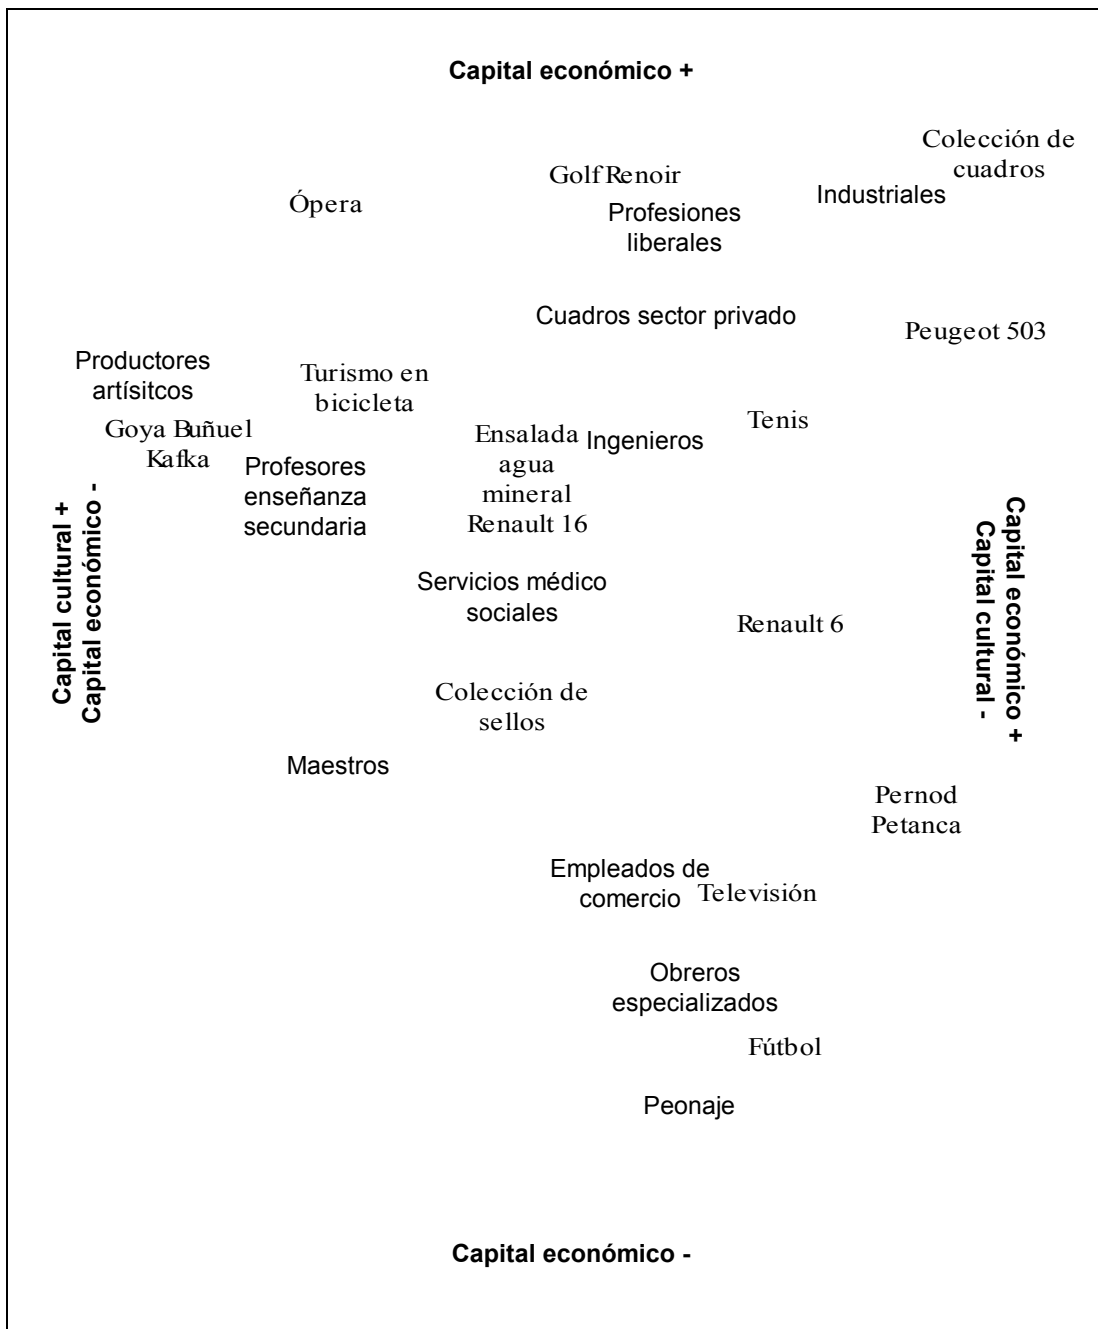 Capital económico +
Colección de
cuadros
Golf Renoir
Industriales
Ópera
Profesiones
liberales
Cuadros sector privado
Peugeot 503
Productores
artísitcos
Turismo en
bicicleta
Goya Buñuel
Kafka
Ensalada
agua
mineral
Renault 16
Ingenieros
Tenis
Profesores
enseñanza
secundaria
Capital cultural +
Capital económico -
Capital económico +
Capital cultural -
Servicios médico
sociales
Renault 6
Colección de
sellos
Maestros
Pernod
Petanca
Empleados de
comercio
Televisión
Obreros
especializados
Fútbol
Peonaje
Capital económico -